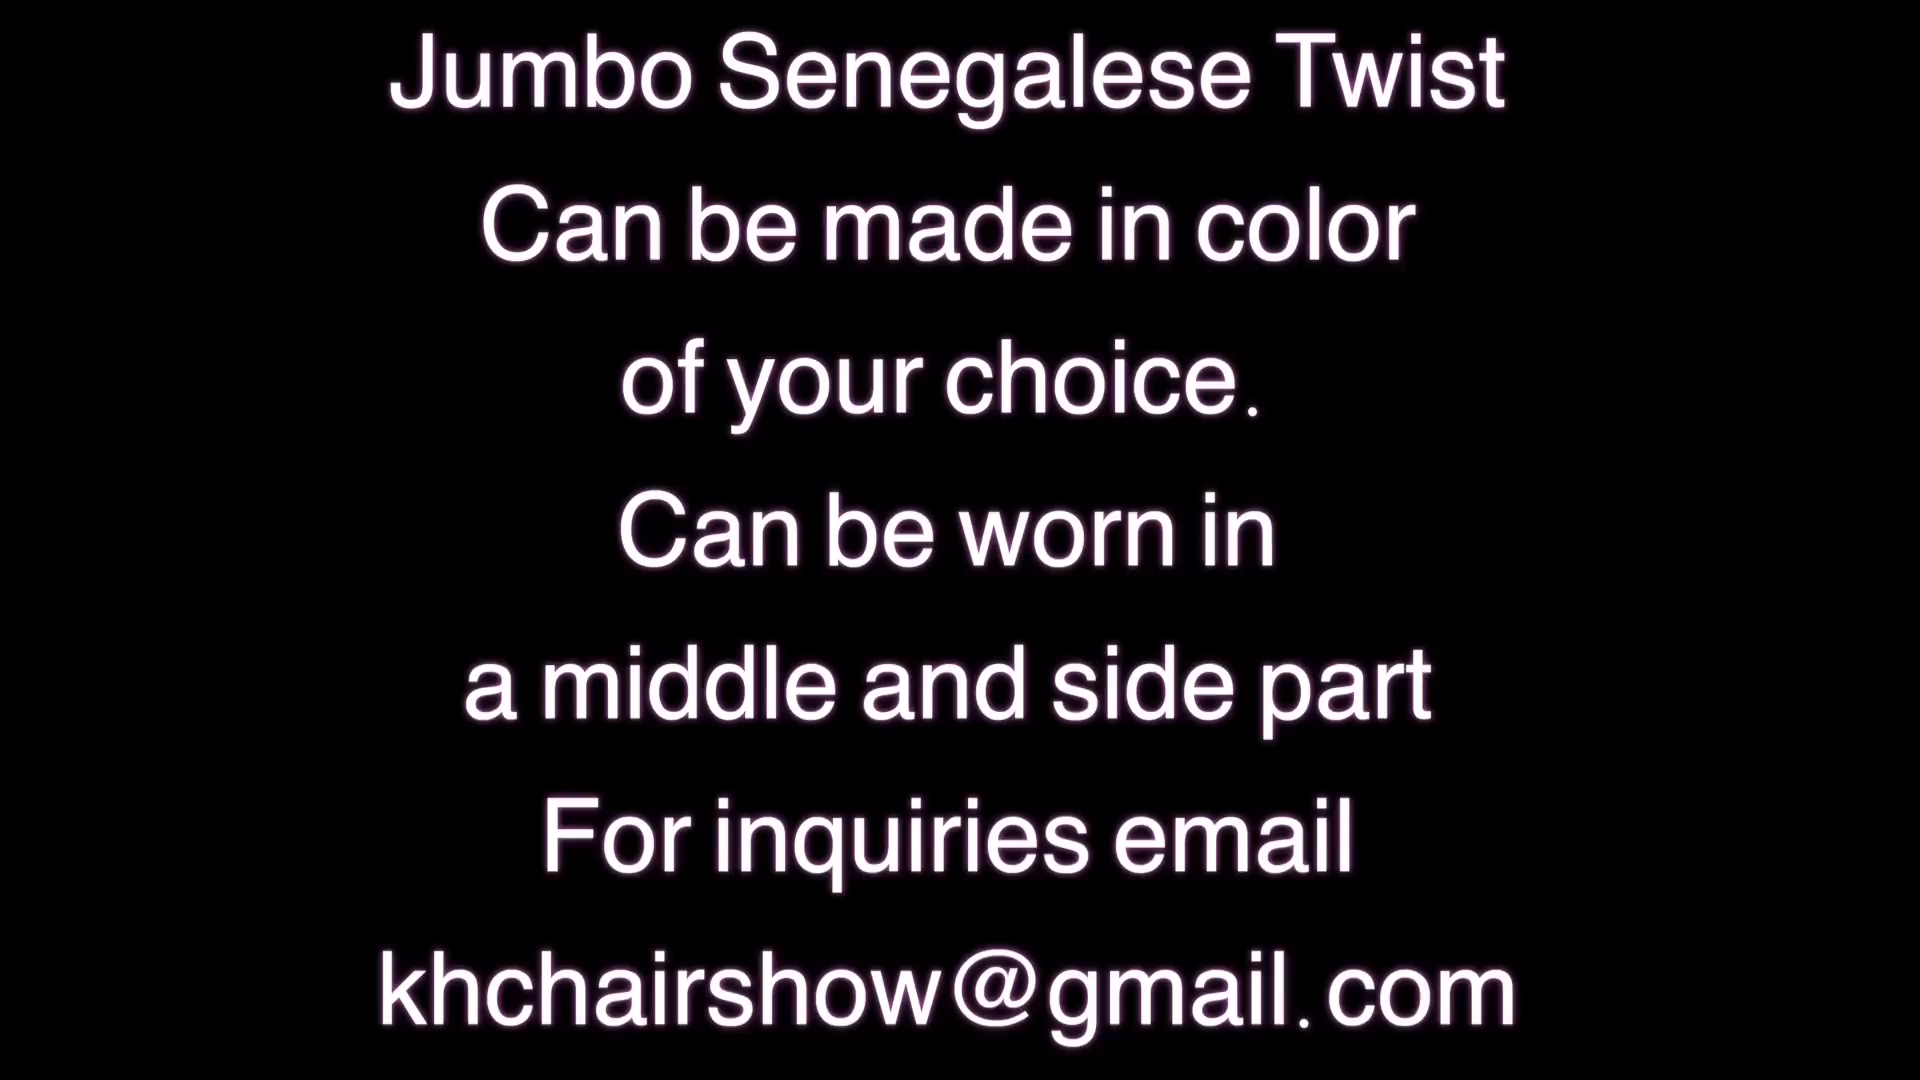 Jumbo Senegalese Twist
Can be made in color
of your choice.
Can be worn in
a middle and side part
For inquiries email
khchairshow@gmail.com